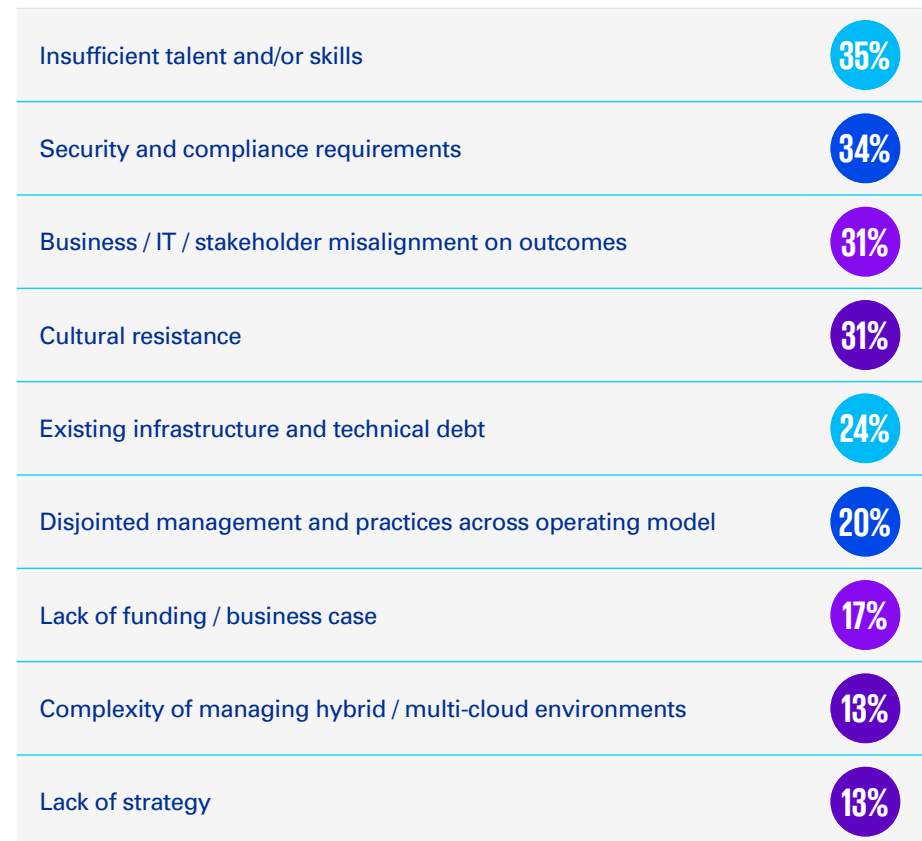 Insufficient talent and/or skills 35%
Security and compliance requirements 34%
Business / IT / stakeholder misalignment on outcomes 31%
Cultural resistance 31%
Existing infrastructure and technical debt 24%
Disjointed management and practices across operating model 20%
Lack of funding / business case 17%
Complexity of managing hybrid / multi-cloud environments 13%
Lack of strategy 13%